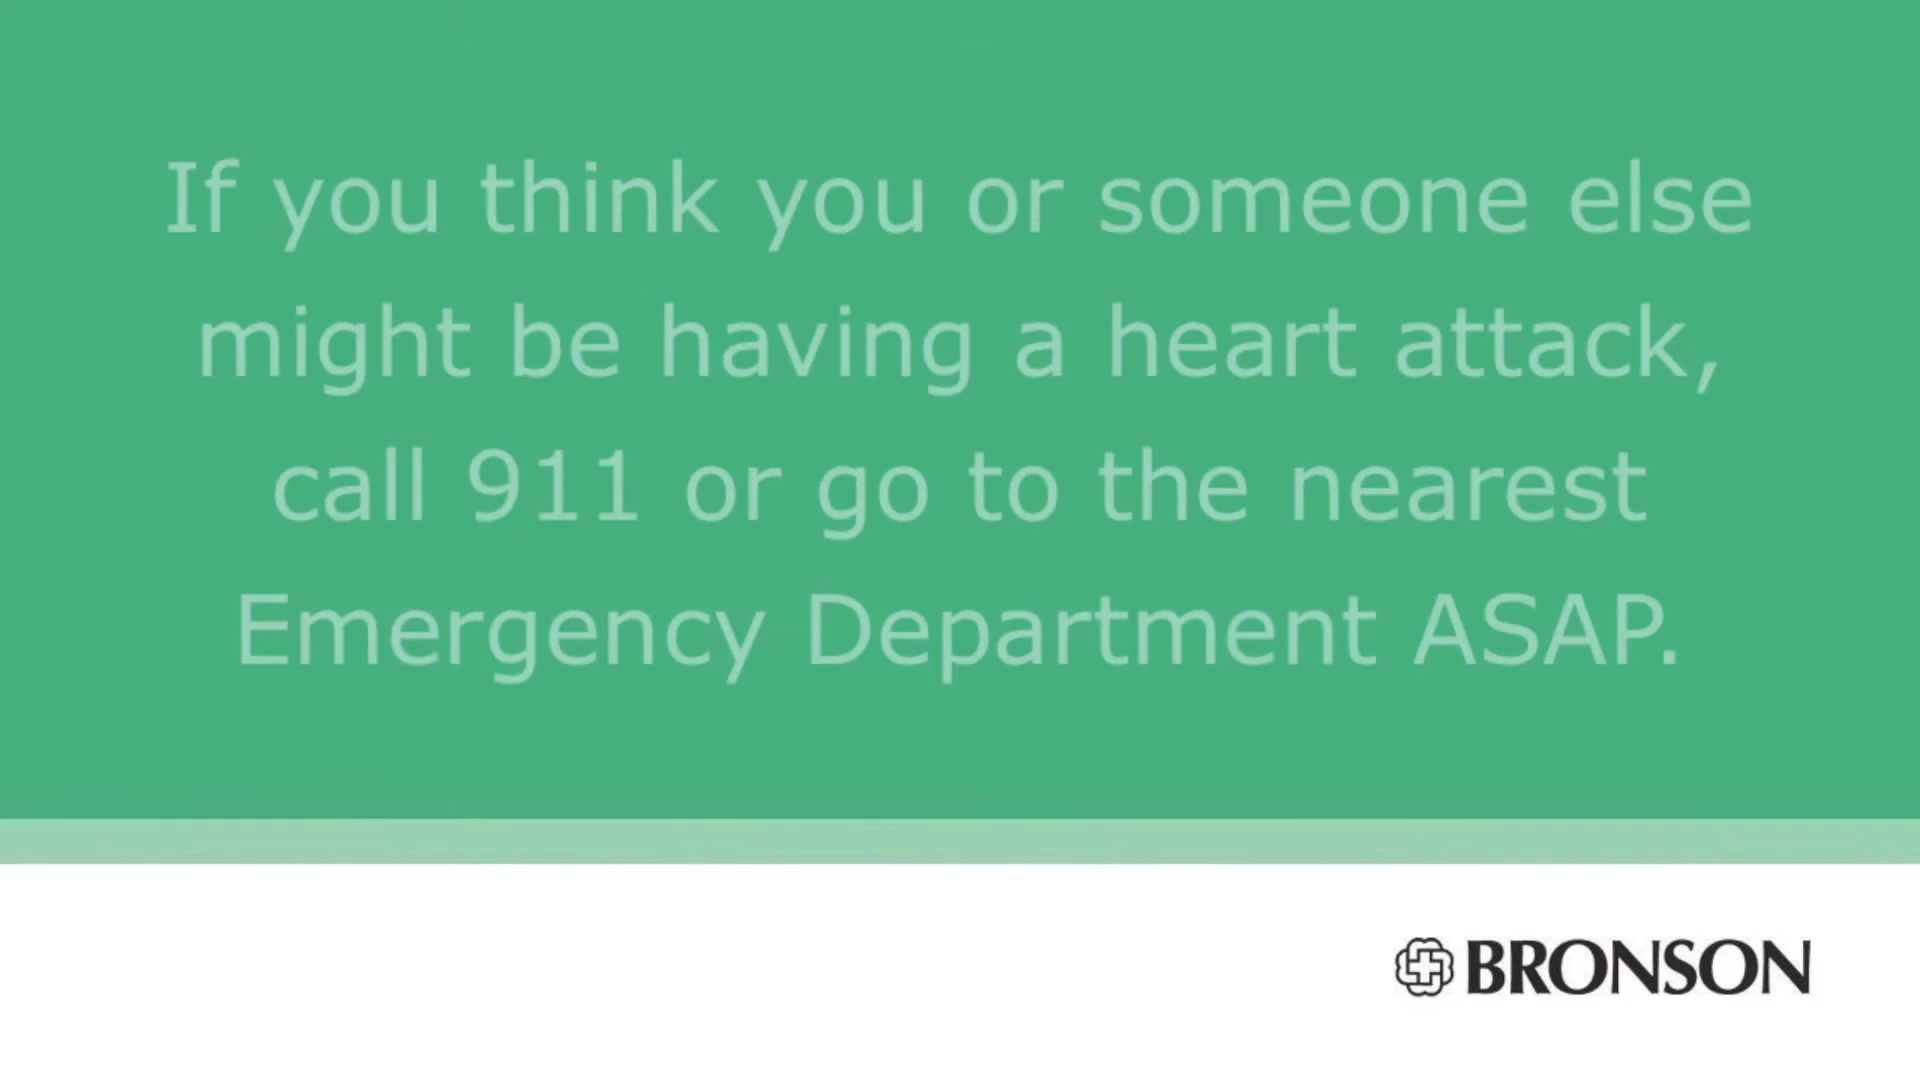 If you think you or someone else
might be having a heart attack,
call 911 or go to the nearest
Emergency Department ASAP.
BRONSON